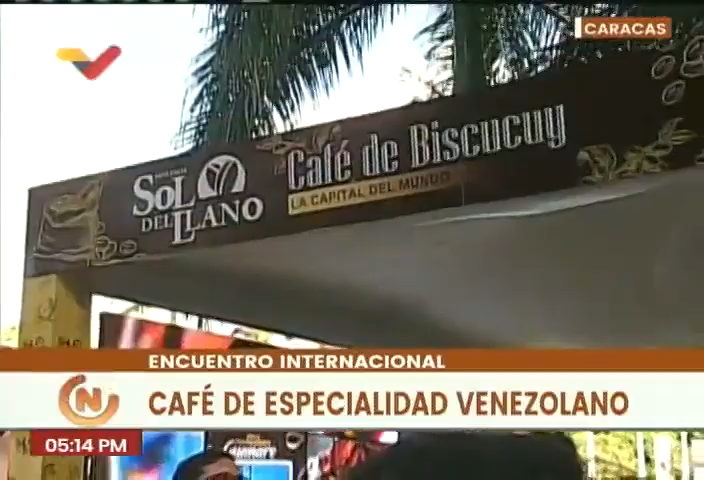 CARACAS
SOL
DEL LLANO
Café de Biscucuy
LA CAPITAL DEL MUNDO
ENCUENTRO INTERNACIONAL
N
CAFÉ DE ESPECIALIDAD VENEZOLANO
05:14 PM